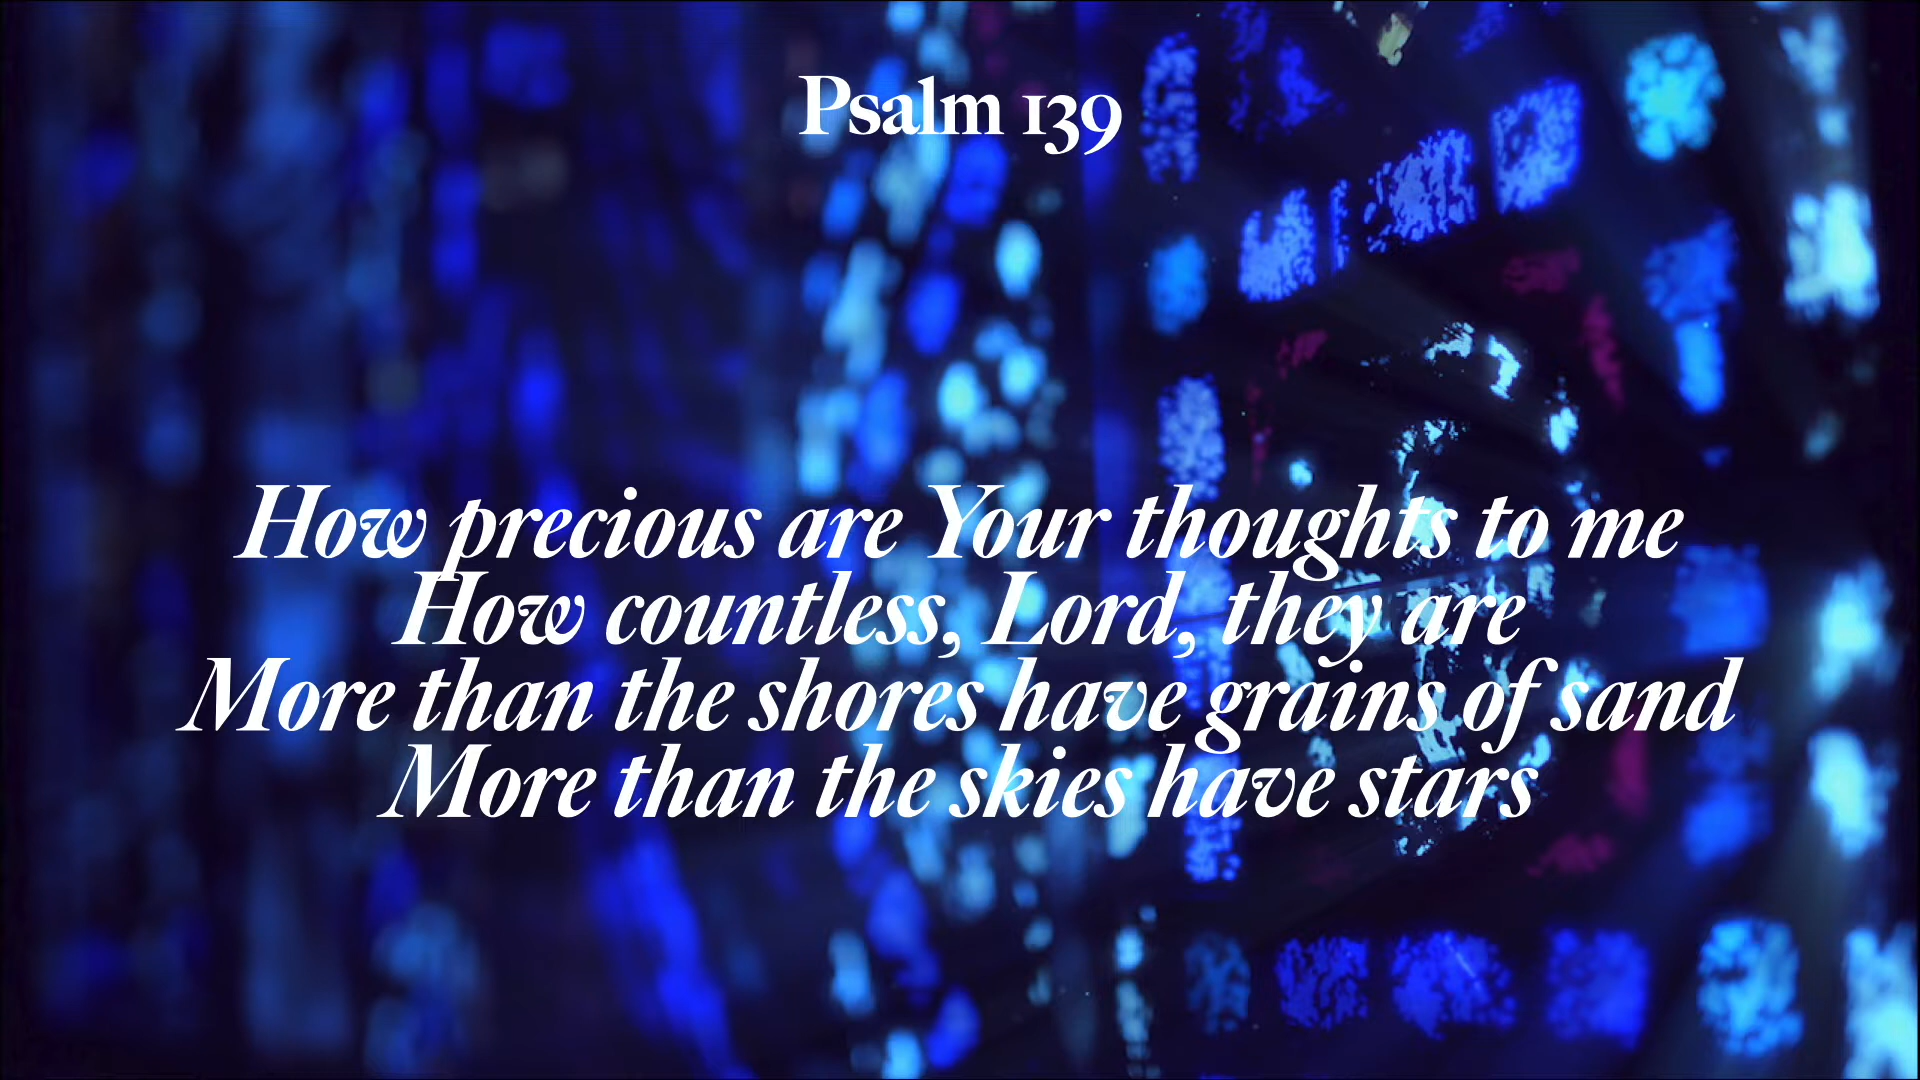 Psalm 139
How precious are Your thoughts to me
How countless, Lord, they are
More than the shores have grains of sand
More than the skies have stars